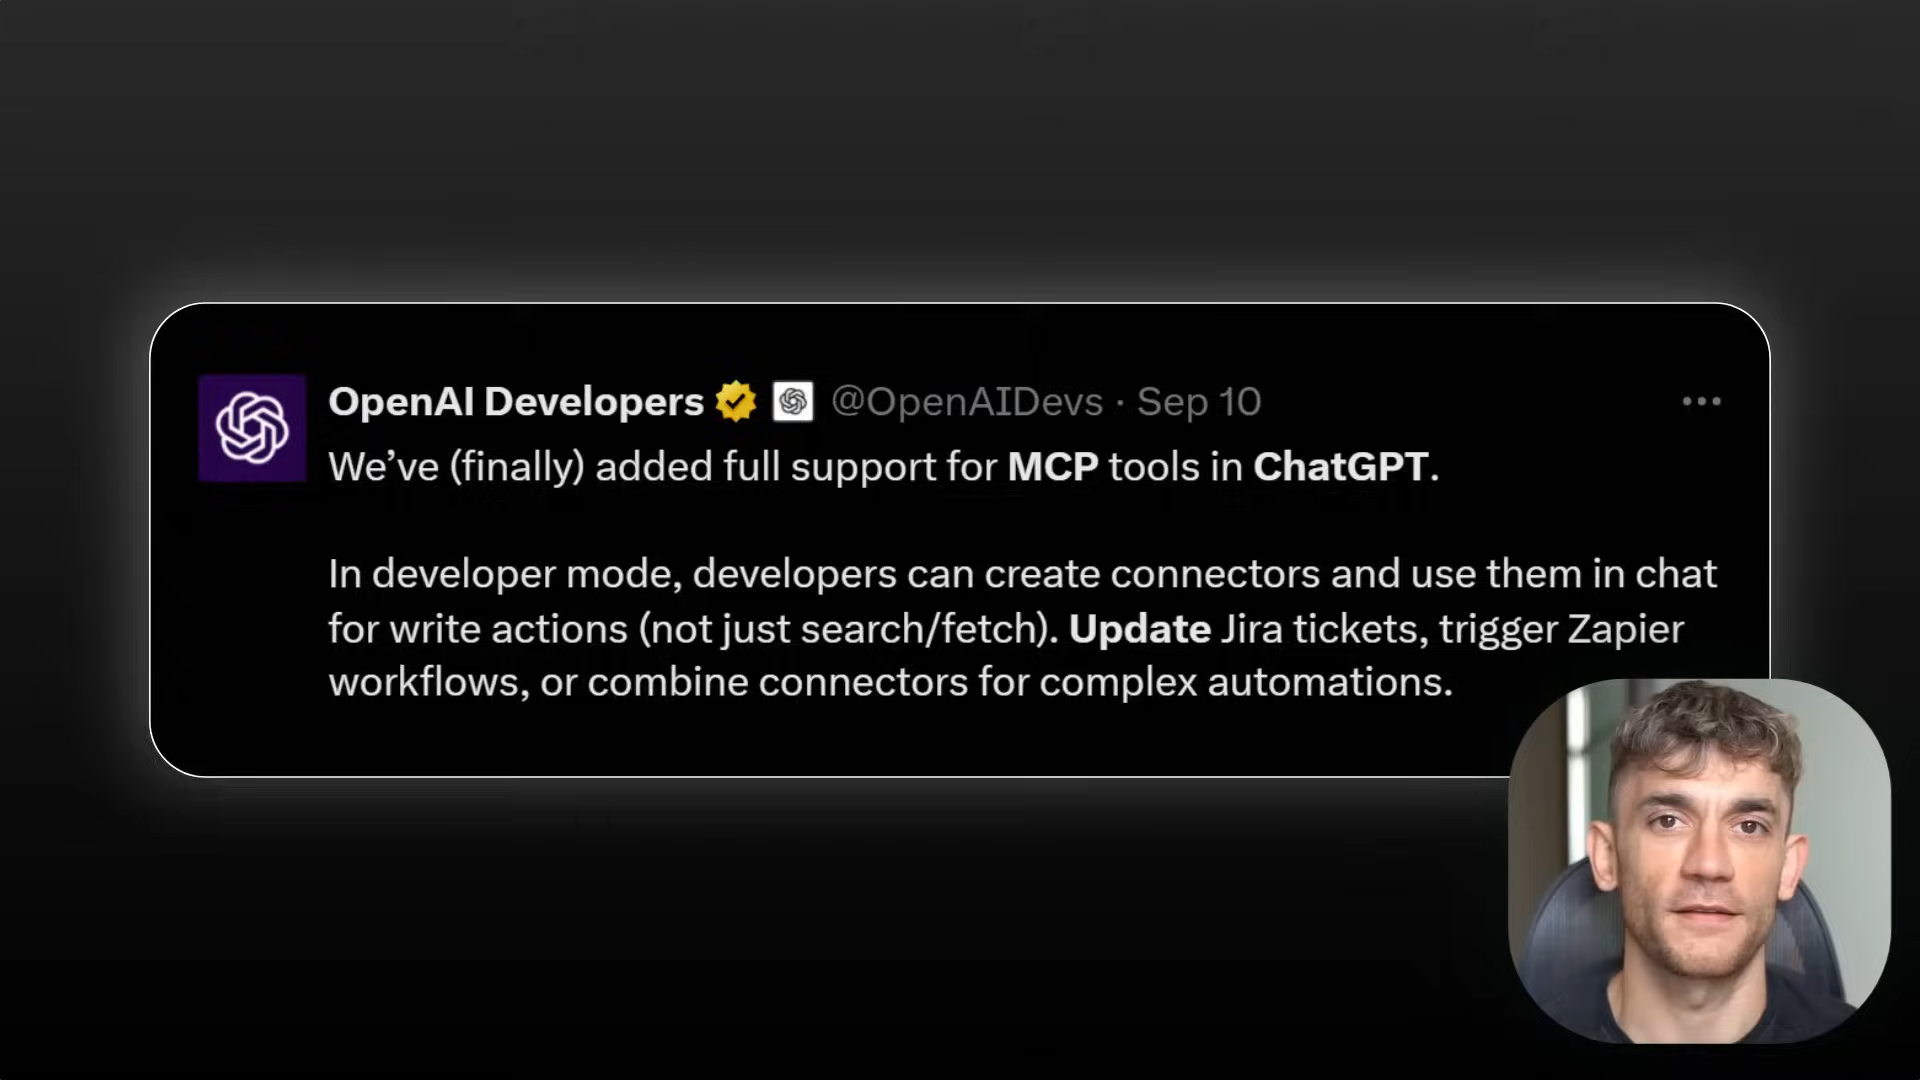 OpenAI Developers @OpenAIDevs · Sep 10
We’ve (finally) added full support for MCP tools in ChatGPT.
In developer mode, developers can create connectors and use them in chat
for write actions (not just search/fetch). Update Jira tickets, trigger Zapier
workflows, or combine connectors for complex automations.